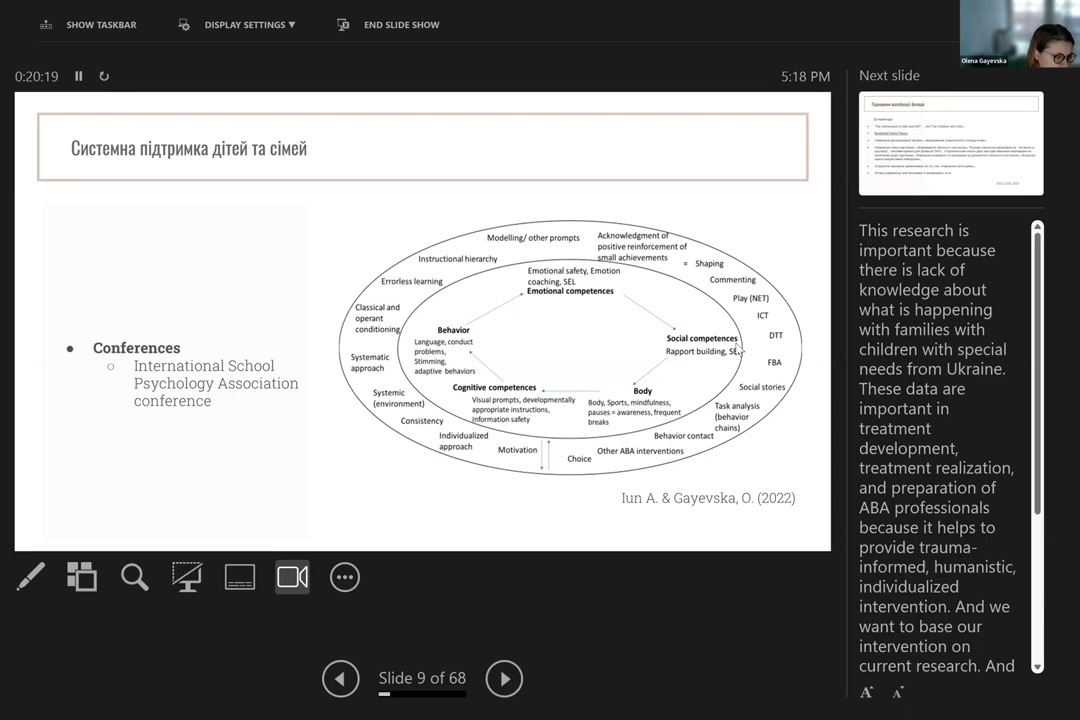 SHOW TASKBAR
DISPLAY SETTINGS ▼
END SLIDE SHOW
Olena Gayevska
0:20:19
5:18 PM
Next slide
Системна підтримка дітей та сімей
Conferences
International School
Psychology Association
conference
Modelling/ other prompts
Acknowledgment of
positive reinforcement of
small achievements
= Shaping
Instructional hierarchy
Commenting
Errorless learning
Play (NET)
Classical and
operant
conditioning
ICT
DTT
Systematic
approach
FBA
Systemic
(environment)
Social stories
Consistency
Task analysis
(behavior
chains)
Individualized
approach
Behavior contact
Motivation
Choice
Other ABA interventions
Emotional safety, Emotion
coaching, SEL
Emotional competences
Behavior
Language, conduct
problems,
Stimming,
adaptive behaviors
Social competences
Rapport building,
Cognitive competences
Visual prompts, developmentally
appropriate instructions,
Information safety
Body
Body, Sports, mindfulness,
pauses = awareness, frequent
breaks
Iun A. & Gayevska, O. (2022)
This research is
important because
there is lack of
knowledge about
what is happening
with families with
children with special
needs from Ukraine.
These data are
important in
treatment
development,
treatment realization,
and preparation of
ABA professionals
because it helps to
provide trauma-
informed, humanistic,
individualized
intervention. And we
want to base our
intervention on
current research. And
Slide 9 of 68
A A